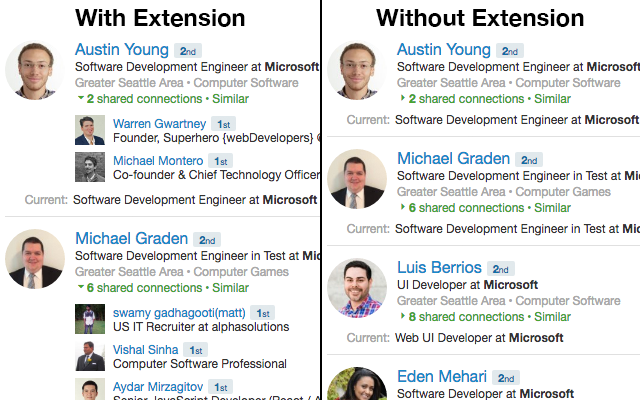 With Extension
Austin Young 2nd
Software Development Engineer at Microsoft
Greater Seattle Area • Computer Software
2 shared connections • Similar
Warren Gwartney 1st
Founder, Superhero {webDevelopers}
Michael Montero 1st
Co-founder & Chief Technology Officer
Current: Software Development Engineer at Microsoft
Michael Graden 2nd
Software Development Engineer in Test at
Greater Seattle Area • Computer Games
6 shared connections • Similar
swamy gadhagooti(matt) 1st
US IT Recruiter at alphasolutions
Vishal Sinha 1st
Computer Software Professional
Aydar Mirzagitov 1st
Without Extension
Austin Young 2nd
Software Development Engineer at Microsoft
Greater Seattle Area • Computer Software
2 shared connections • Similar
Current: Software Development Engineer at Microsoft
Michael Graden 2nd
Software Development Engineer in Test at
Greater Seattle Area • Computer Games
6 shared connections • Similar
Current: Software Development Engineer in Test at
Luis Berrios 2nd
UI Developer at Microsoft
Greater Seattle Area • Computer Software
8 shared connections • Similar
Current: Web UI Developer at Microsoft
Eden Mehari 2nd
Software Developer at Microsoft